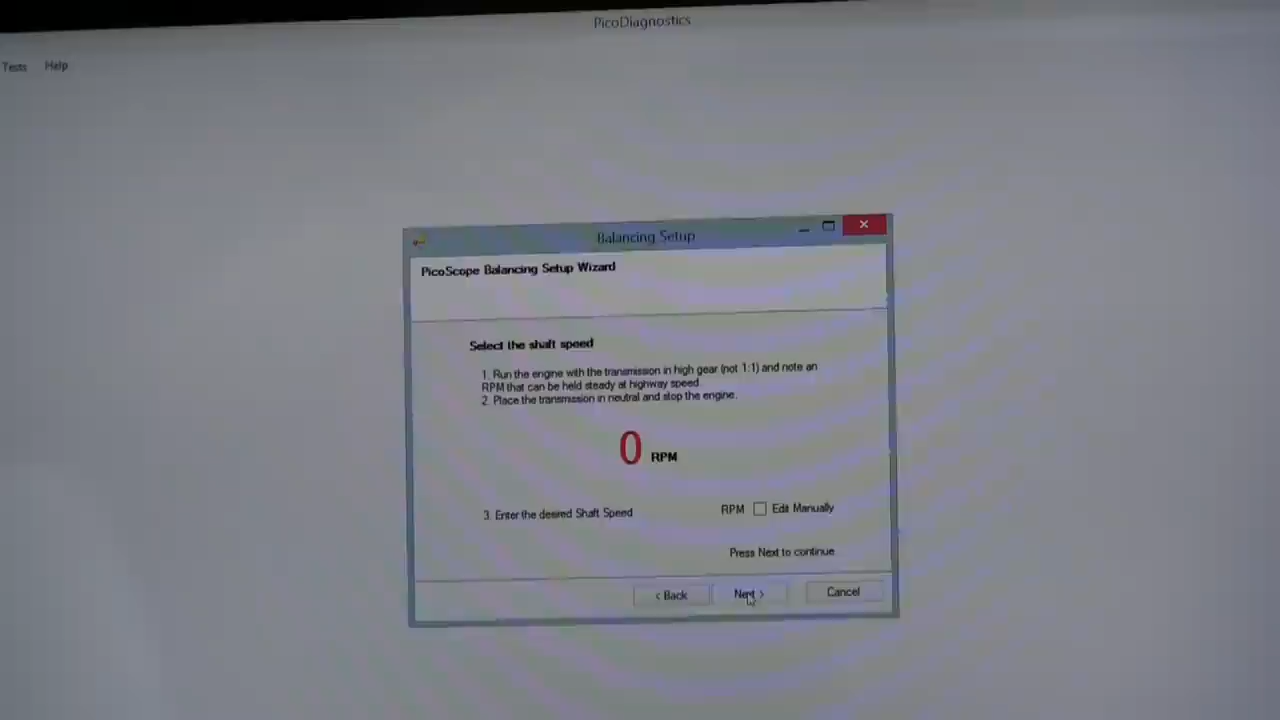 PicoDiagnostics
Tests Help
Balancing Setup
PicoScope Balancing Setup Wizard
Select the shaft speed
1. Run the engine with the transmission in high gear (not 1:1) and note an
RPM that can be held steady at highway speed.
2. Place the transmission in neutral and stop the engine.
0 RPM
3. Enter the desired Shaft Speed RPM Edit Manually
Press Next to continue
< Back Next > Cancel